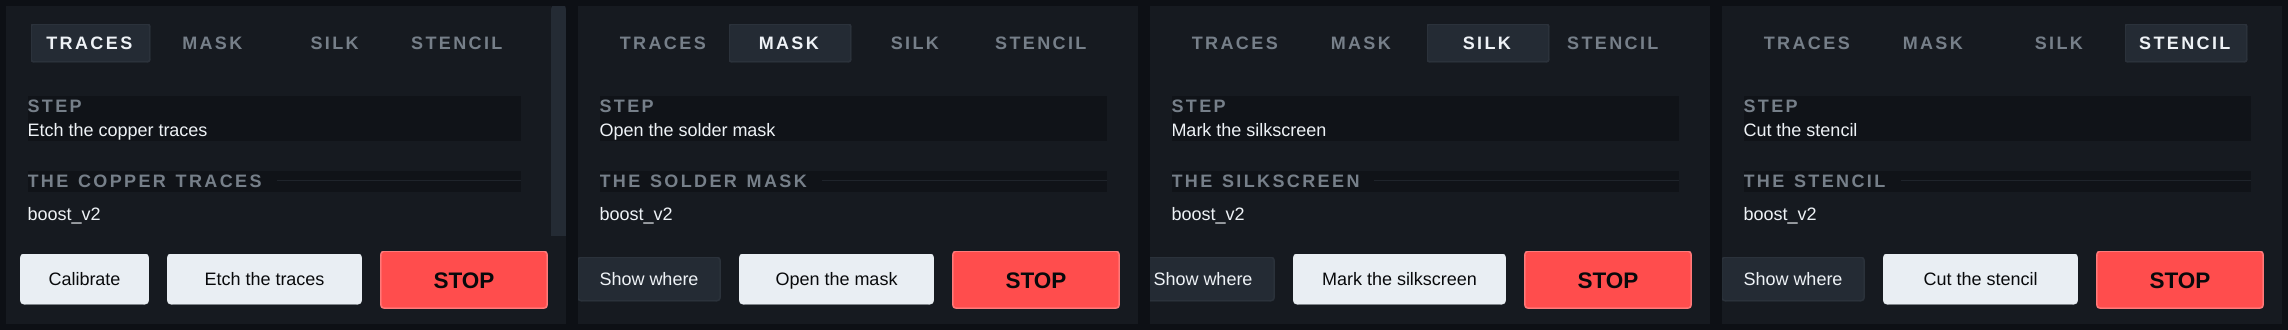 TRACES MASK SILK STENCIL
STEP
Etch the copper traces
THE COPPER TRACES
boost_v2
Calibrate Etch the traces STOP
TRACES MASK SILK STENCIL
STEP
Open the solder mask
THE SOLDER MASK
boost_v2
Show where Open the mask STOP
TRACES MASK SILK STENCIL
STEP
Mark the silkscreen
THE SILKSCREEN
boost_v2
Show where Mark the silkscreen STOP
TRACES MASK SILK STENCIL
STEP
Cut the stencil
THE STENCIL
boost_v2
Show where Cut the stencil STOP